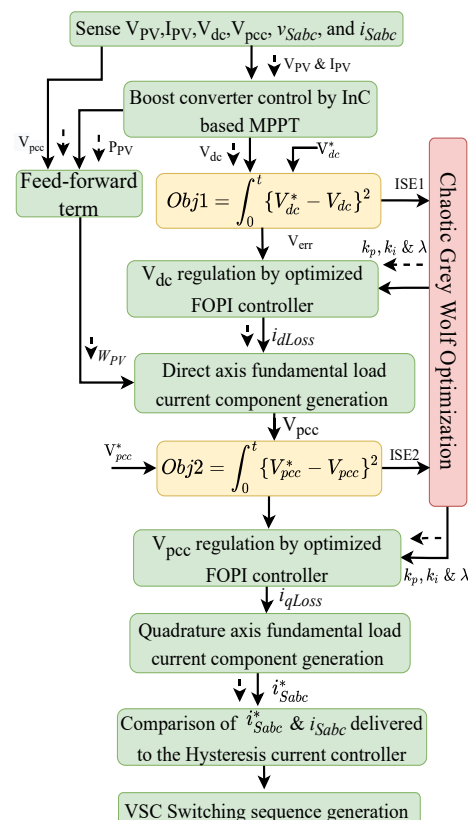 Sense V_PV,I_PV,V_dc,V_pcc, v_Sabc, and i_Sabc
V_PV & I_PV
Boost converter control by InC
based MPPT
V_pcc
P_PV
V_dc
V*_dc
Feed-forward
term
Obj1 = ∫_0^t {V*_dc − V_dc}^2
ISE1
V_err
k_p, k_i & λ
V_dc regulation by optimized
FOPI controller
Chaotic Grey Wolf Optimization
i_dLoss
W_PV
Direct axis fundamental load
current component generation
V_pcc
V*_pcc
Obj2 = ∫_0^t {V*_pcc − V_pcc}^2
ISE2
V_pcc regulation by optimized
FOPI controller
k_p, k_i & λ
i_qLoss
Quadrature axis fundamental load
current component generation
i*_Sabc
Comparison of i*_Sabc & i_Sabc delivered
to the Hysteresis current controller
VSC Switching sequence generation